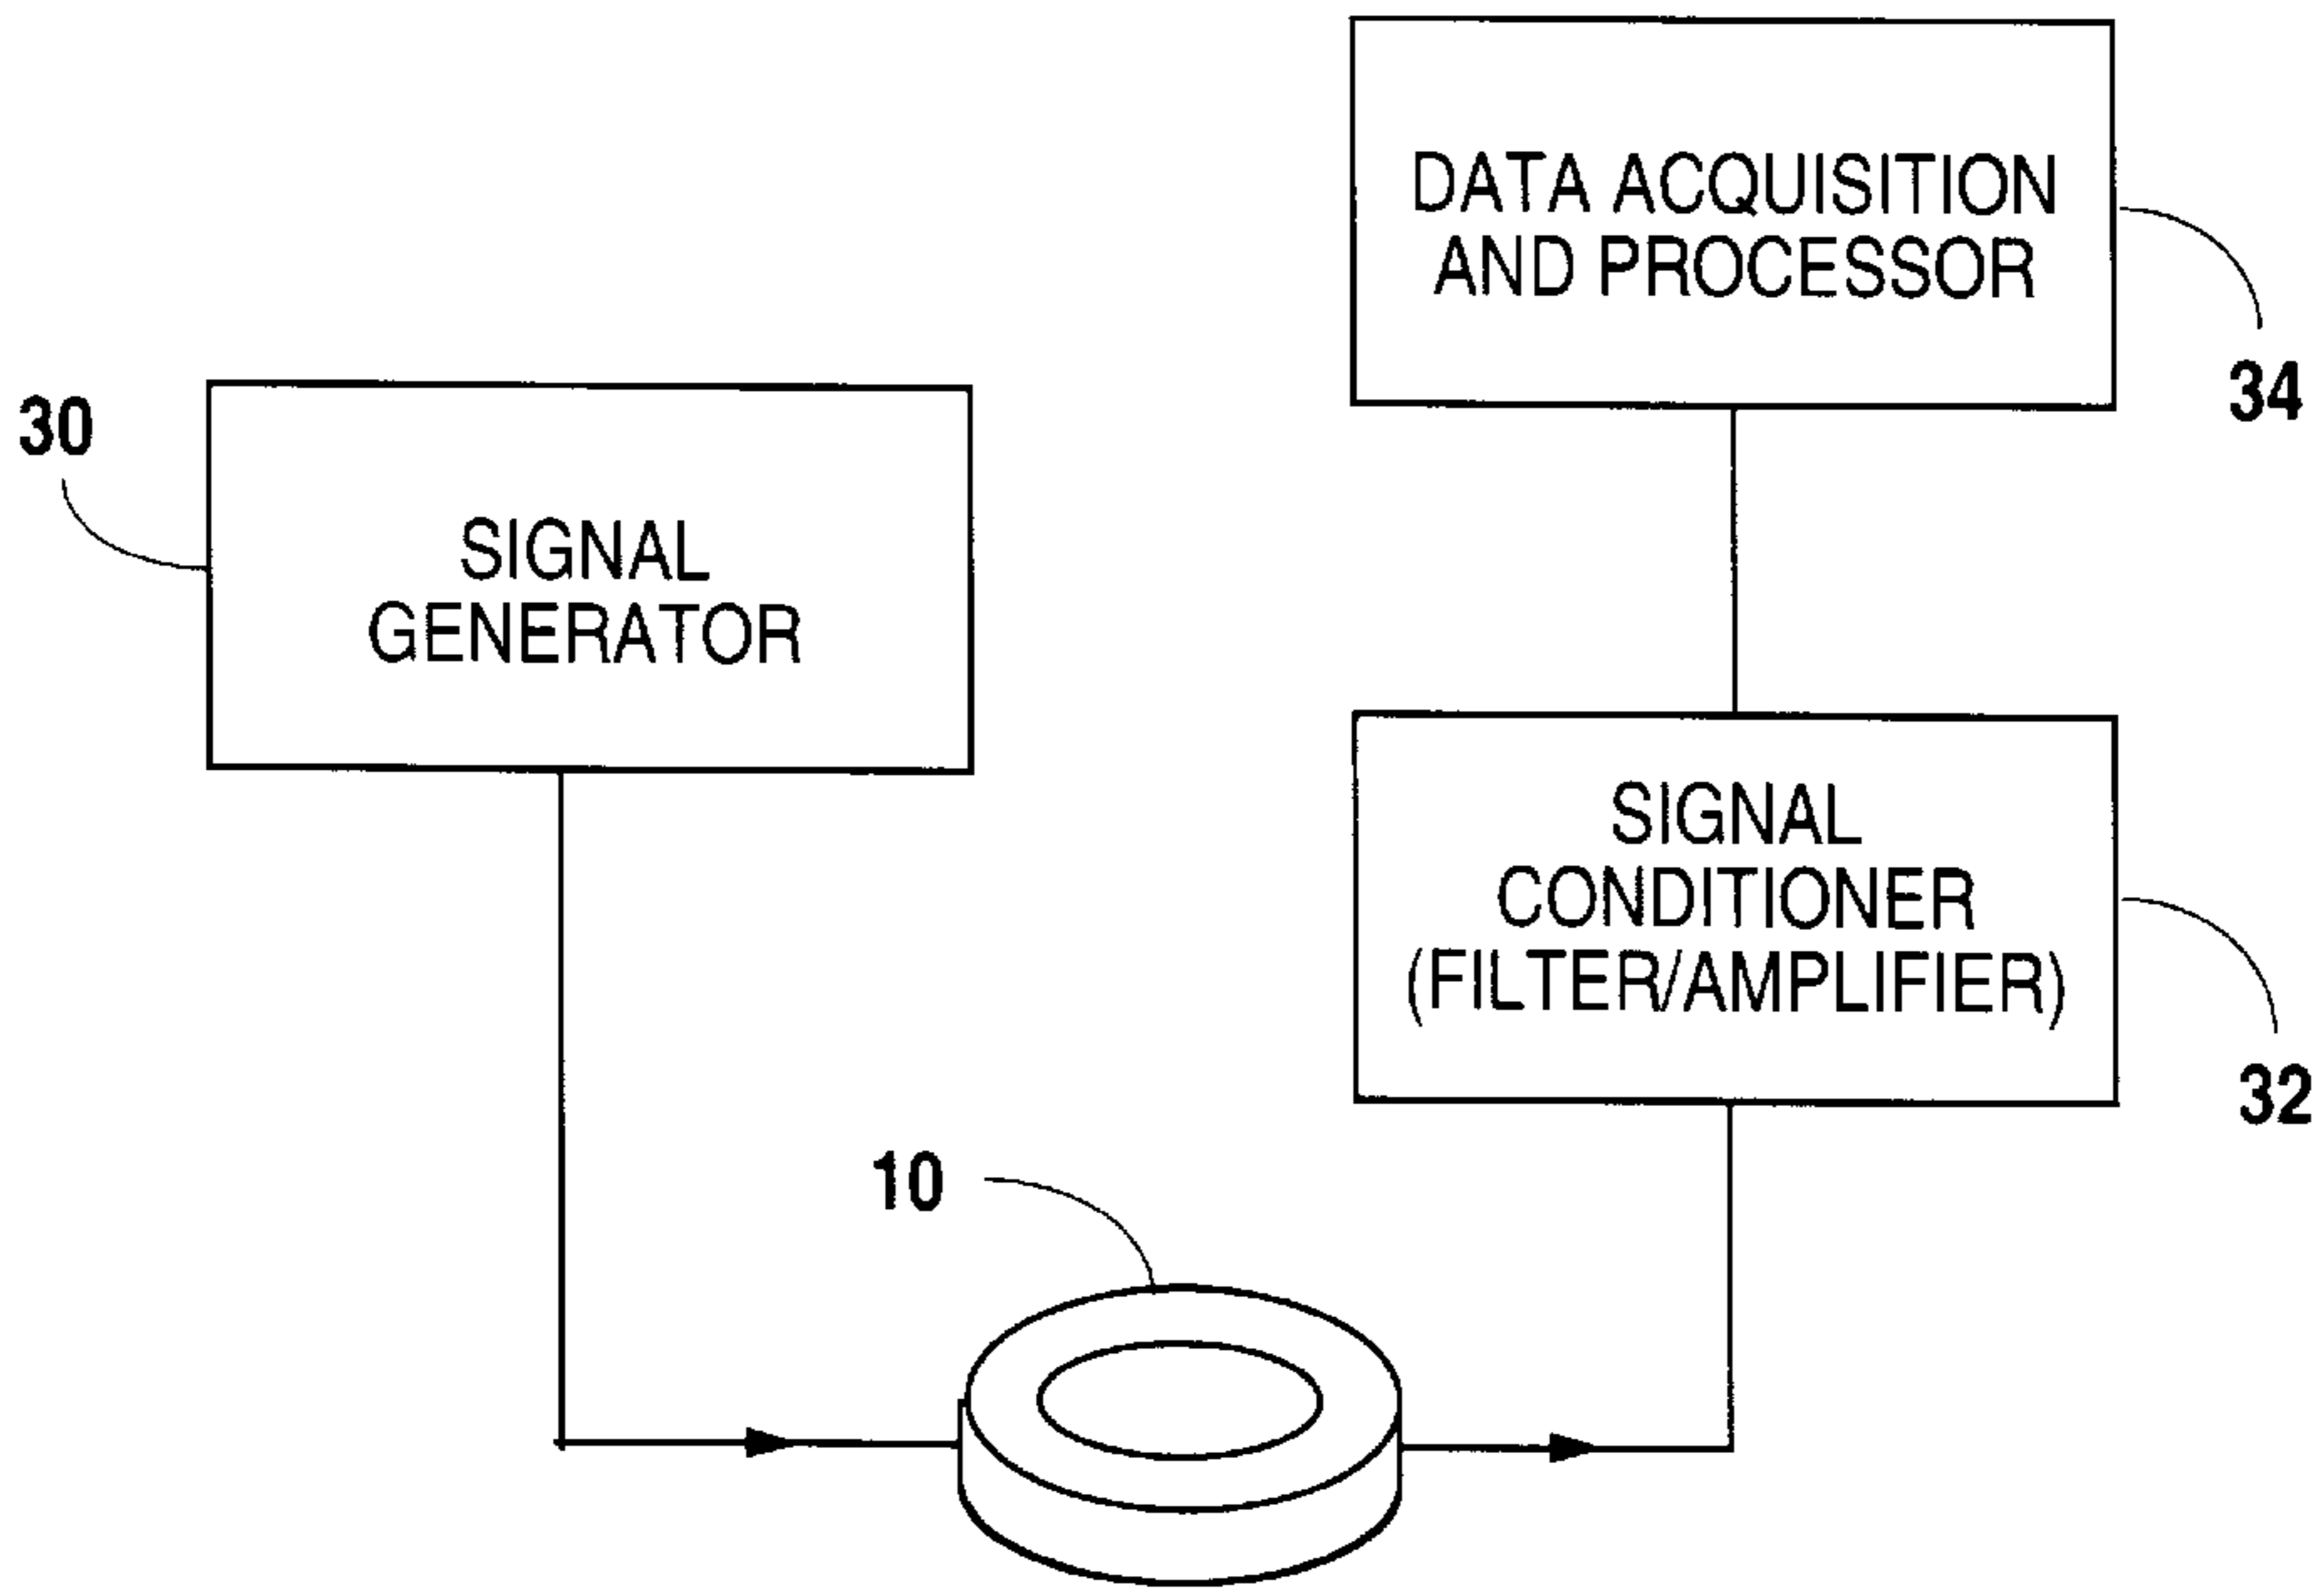 DATA ACQUISITION
AND PROCESSOR
34
30
SIGNAL
GENERATOR
SIGNAL
CONDITIONER
(FILTER/AMPLIFIER)
32
10